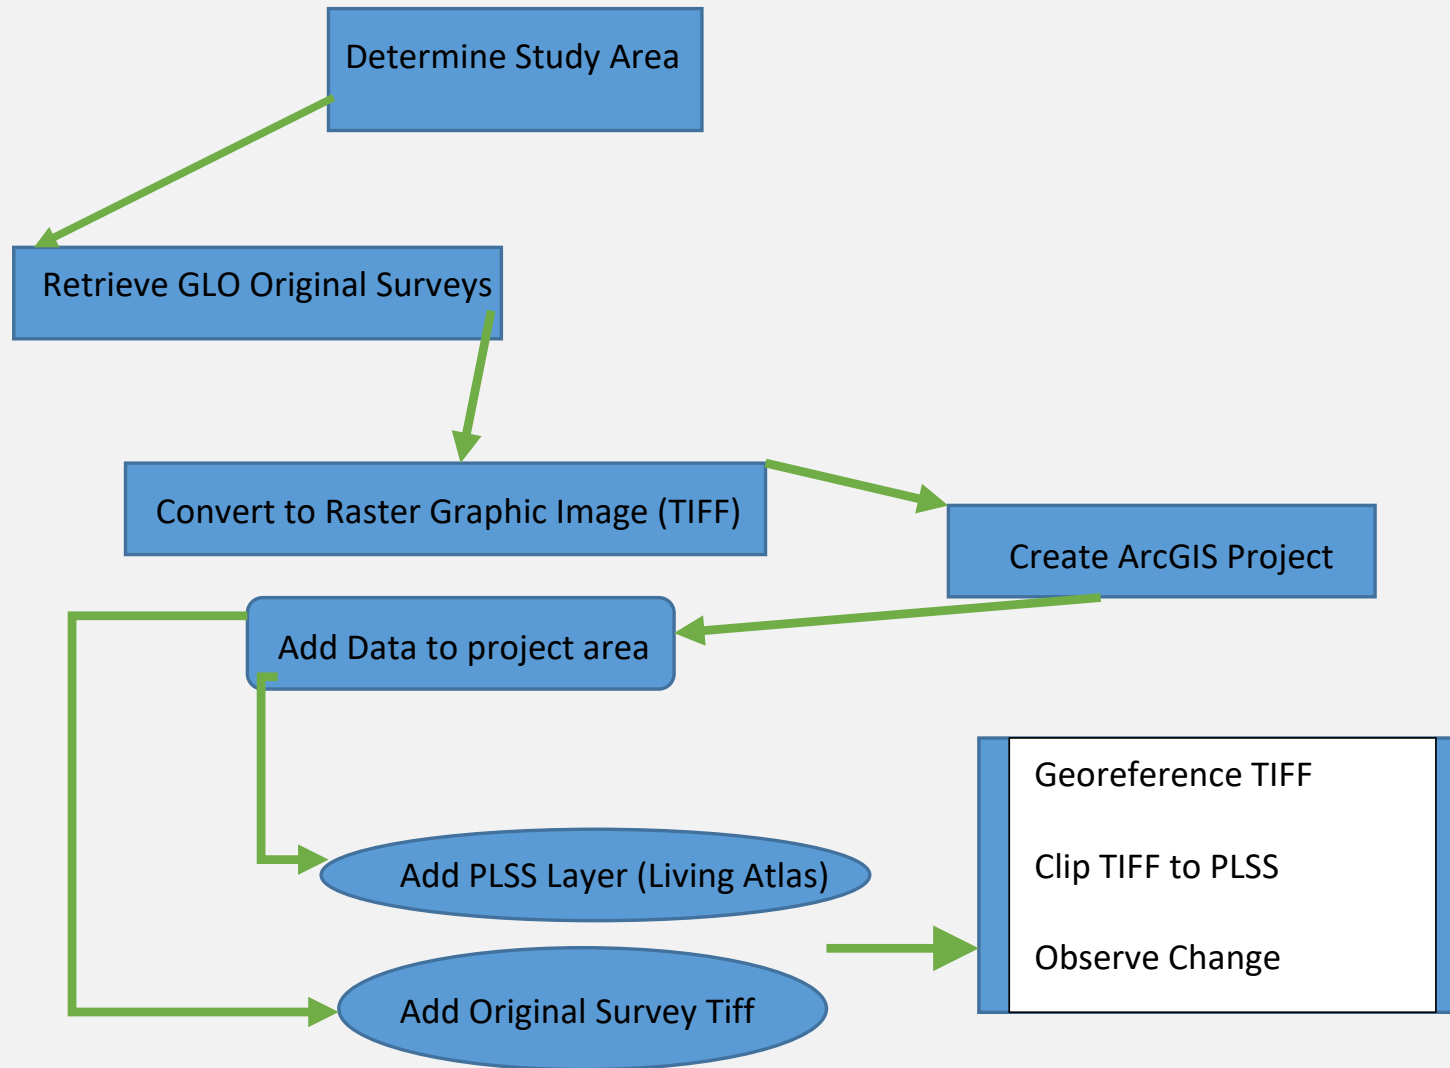 Determine Study Area
Retrieve GLO Original Surveys
Convert to Raster Graphic Image (TIFF)
Create ArcGIS Project
Add Data to project area
Add PLSS Layer (Living Atlas)
Add Original Survey Tiff
Georeference TIFF
Clip TIFF to PLSS
Observe Change